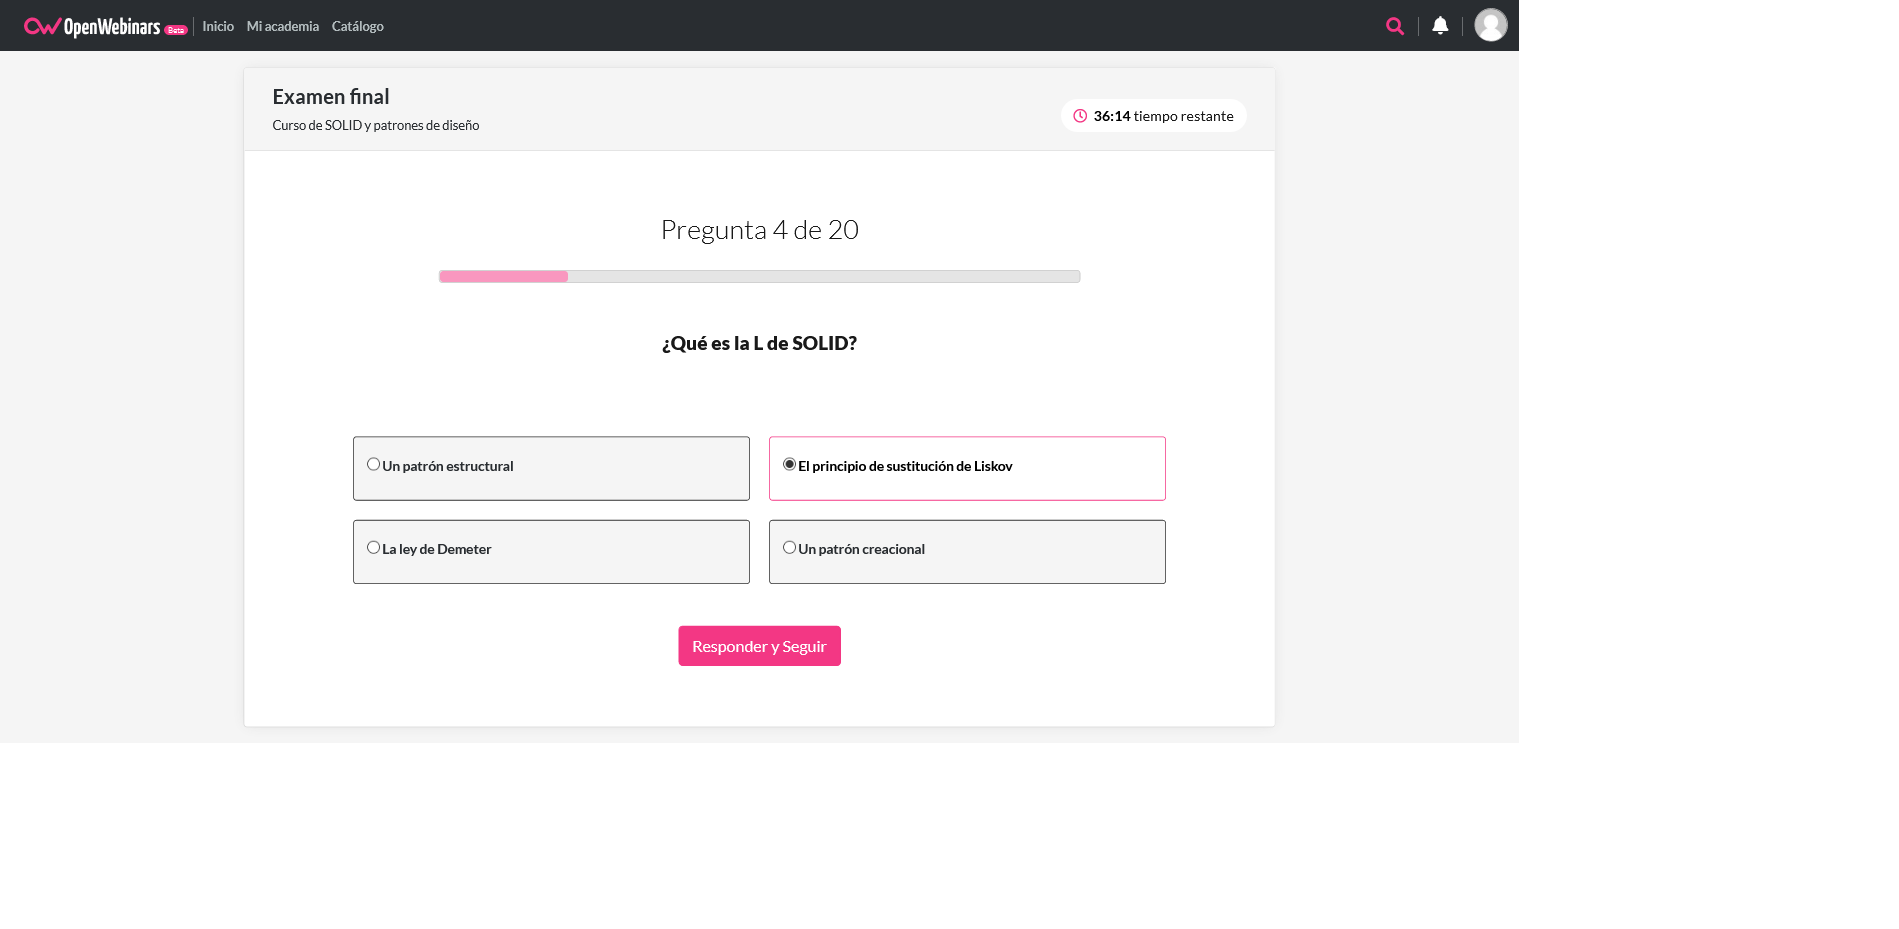 OpenWebinars Beta Inicio Mi academia Catálogo
Examen final
Curso de SOLID y patrones de diseño
36:14 tiempo restante
Pregunta 4 de 20
¿Qué es la L de SOLID?
Un patrón estructural
El principio de sustitución de Liskov
La ley de Demeter
Un patrón creacional
Responder y Seguir